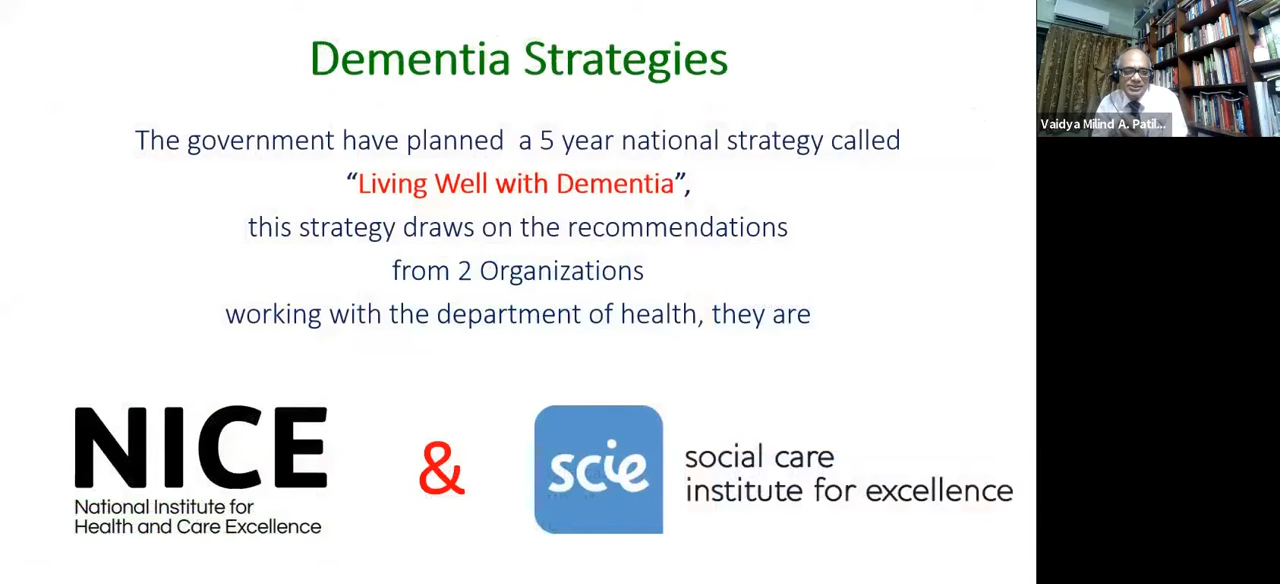 Dementia Strategies
The government have planned  a 5 year national strategy called
“Living Well with Dementia”,
this strategy draws on the recommendations
from 2 Organizations
working with the department of health, they are
NICE
National Institute for
Health and Care Excellence
&
scie
social care
institute for excellence
Vaidya Milind A. Patil...